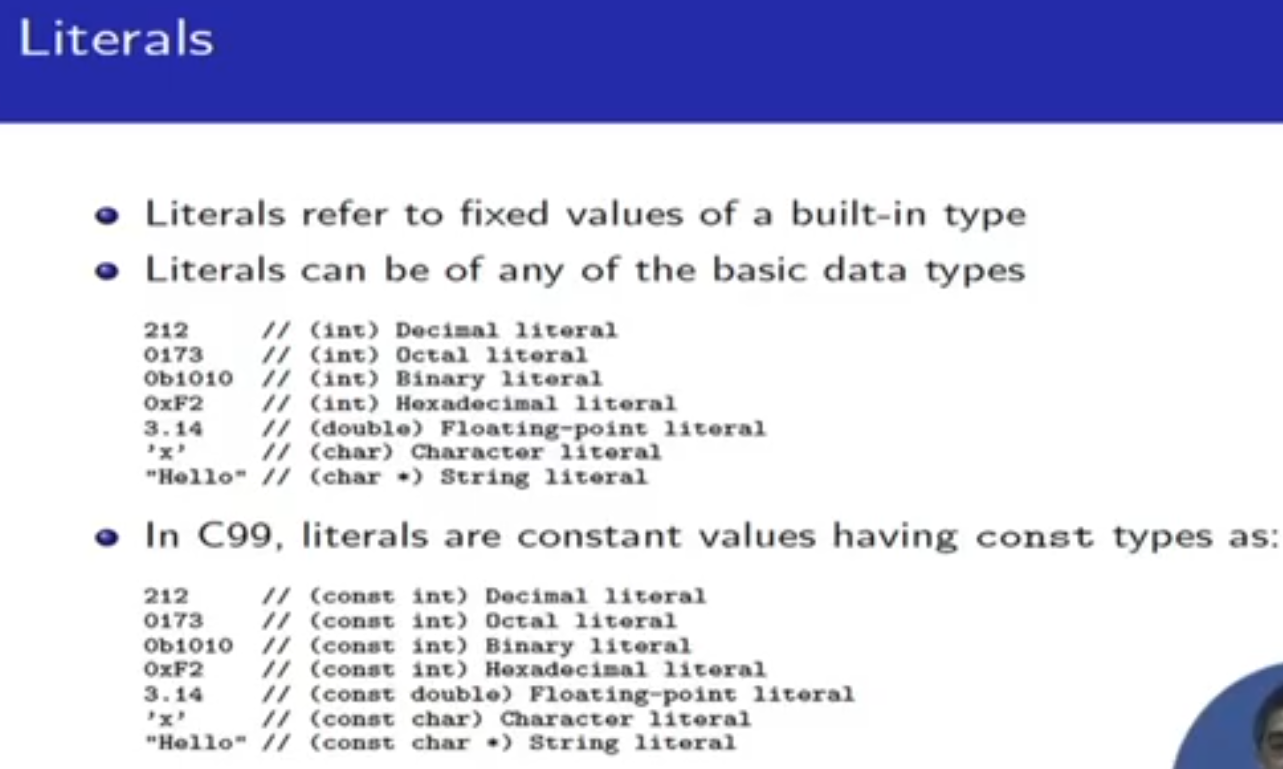 Literals
Literals refer to fixed values of a built-in type
Literals can be of any of the basic data types
212 // (int) Decimal literal
0173 // (int) Octal literal
0b1010 // (int) Binary literal
0xF2 // (int) Hexadecimal literal
3.14 // (double) Floating-point literal
'x' // (char) Character literal
"Hello" // (char *) String literal
In C99, literals are constant values having const types as:
212 // (const int) Decimal literal
0173 // (const int) Octal literal
0b1010 // (const int) Binary literal
0xF2 // (const int) Hexadecimal literal
3.14 // (const double) Floating-point literal
'x' // (const char) Character literal
"Hello" // (const char *) String literal